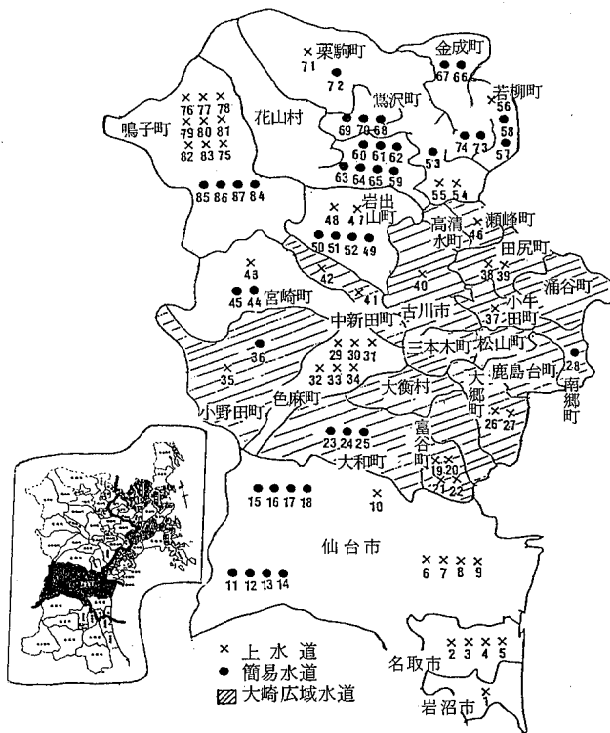 栗駒町
71
72
金成町
67 66
若柳町
56
58
57
74 73
53
鶯沢町
69 70 68
60 61 62
63 64 65 59
花山村
鳴子町
76 77 78
79 80 81
82 83 75
85 86 87 84
55 54
岩出山町
48 47
50 51 52 49
高清水町
瀬峰町
46
田尻町
38 39
40
涌谷町
42
41
43
45 44
宮崎町
古川市
小牛田町
37
中新田町
三本木町
松山町
鹿島台町
28
南郷町
36
35
小野田町
29 30 31
32 33 34
色麻町
大衡村
大郷町
26 27
23 24 25
大和町
富谷町
19 20
21 22
15 16 17 18
10
仙台市
6 7 8 9
11 12 13 14
2 3 4 5
名取市
岩沼市
1
× 上水道
● 簡易水道
大崎広域水道